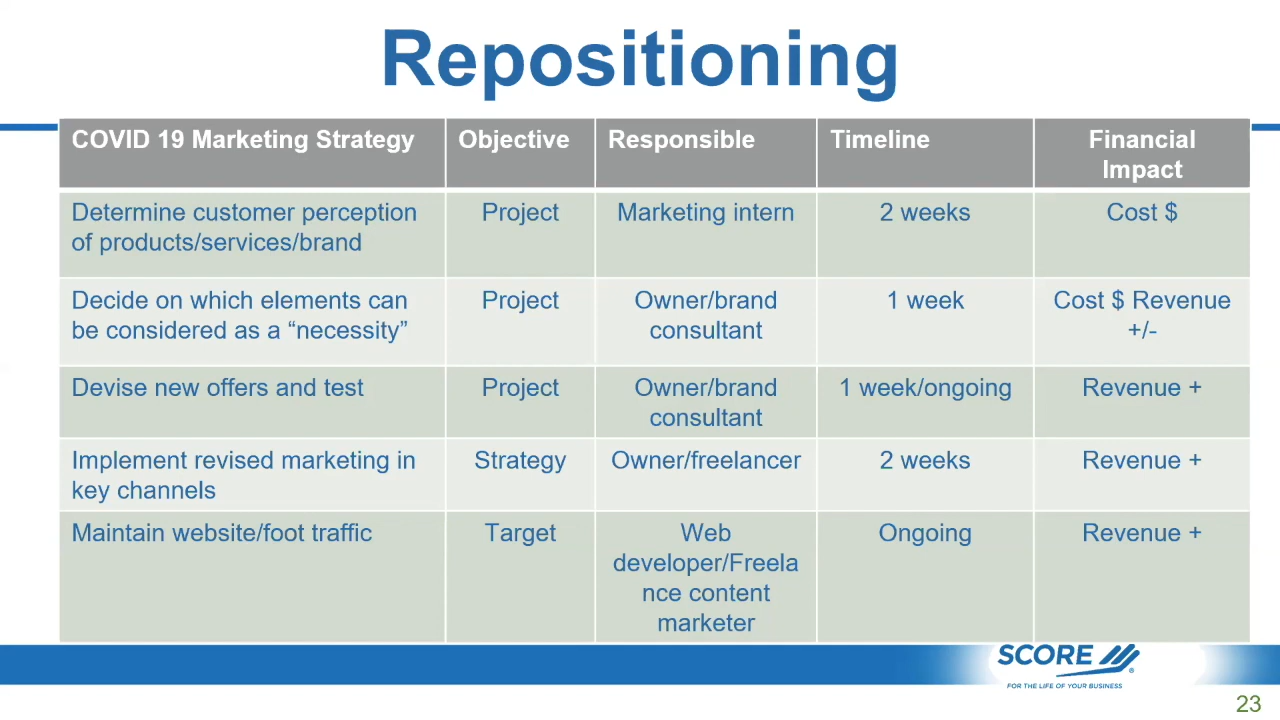 Repositioning
COVID 19 Marketing Strategy
Objective
Responsible
Timeline
Financial
Impact
Determine customer perception
of products/services/brand
Project
Marketing intern
2 weeks
Cost $
Decide on which elements can
be considered as a “necessity”
Project
Owner/brand
consultant
1 week
Cost $ Revenue
+/-
Devise new offers and test
Project
Owner/brand
consultant
1 week/ongoing
Revenue +
Implement revised marketing in
key channels
Strategy
Owner/freelancer
2 weeks
Revenue +
Maintain website/foot traffic
Target
Web
developer/Freela
nce content
marketer
Ongoing
Revenue +
SCORE
®
FOR THE LIFE OF YOUR BUSINESS
23